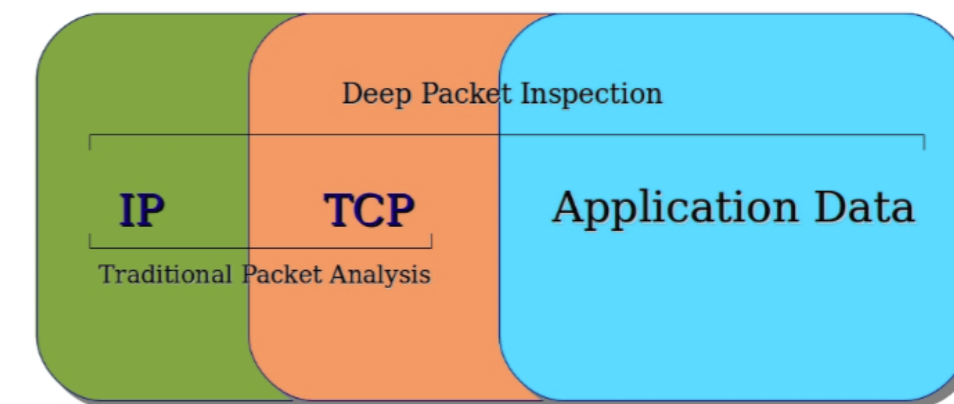 Deep Packet Inspection
IP TCP Application Data
Traditional Packet Analysis